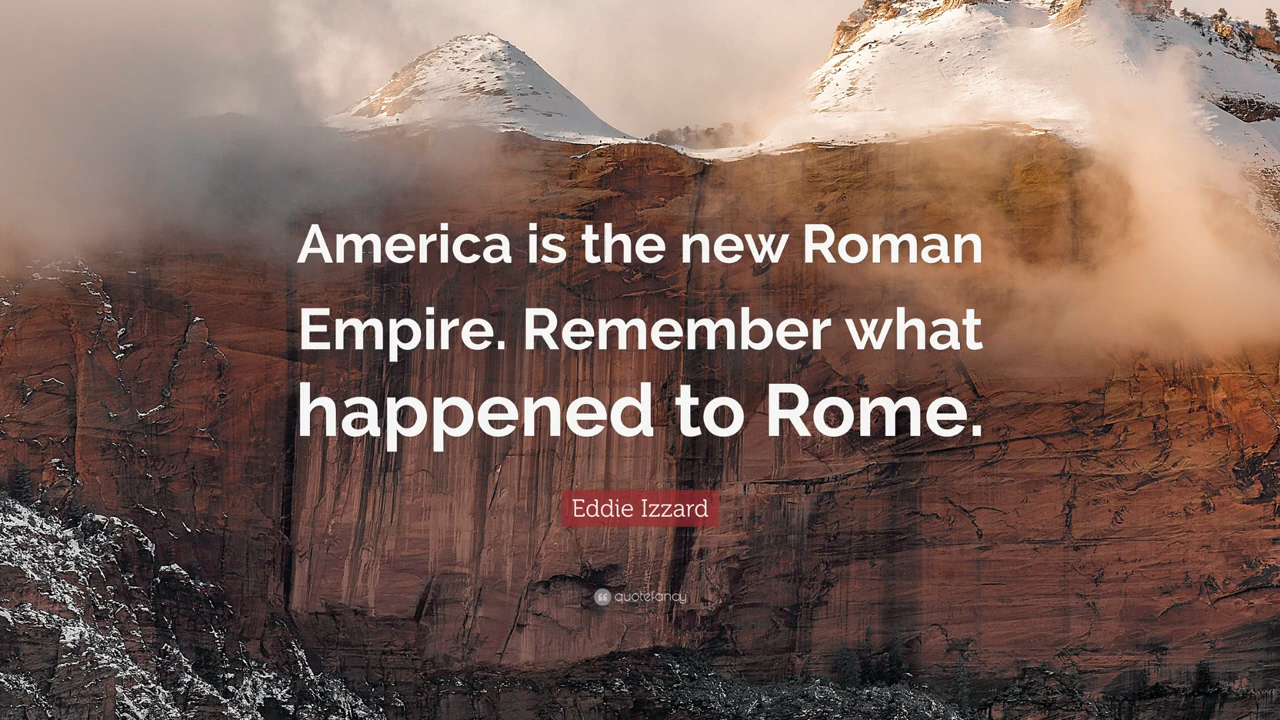 America is the new Roman
Empire. Remember what
happened to Rome.
Eddie Izzard
quotefancy